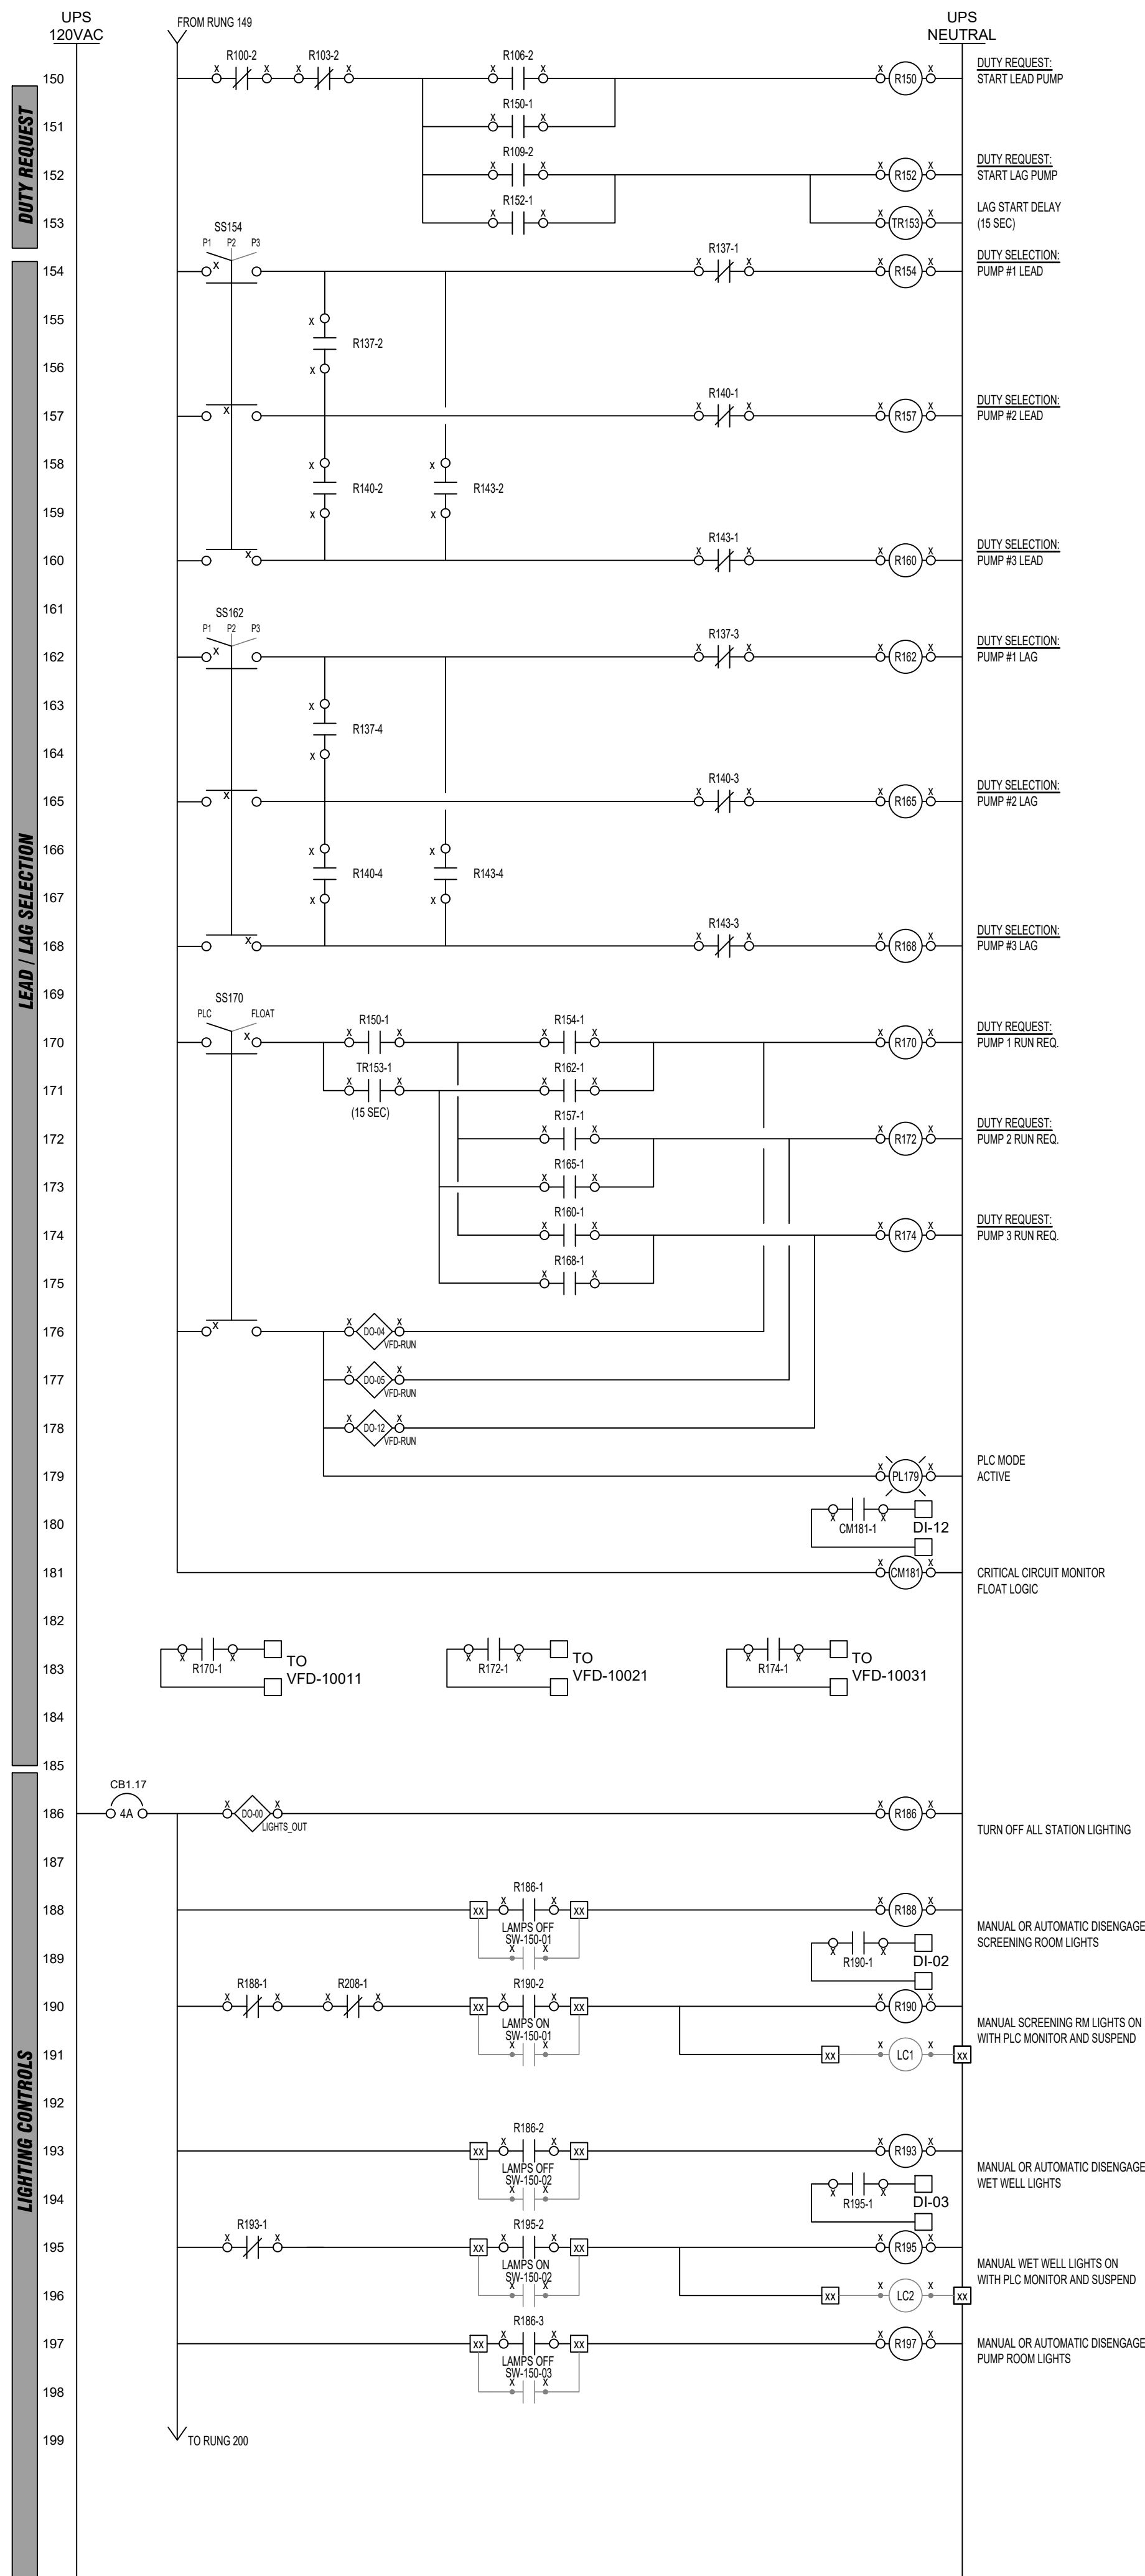 UPS
120VAC
FROM RUNG 149
UPS
NEUTRAL
DUTY REQUEST
LEAD / LAG SELECTION
LIGHTING CONTROLS
150
R100-2
R103-2
R106-2
R150
DUTY REQUEST:
START LEAD PUMP
151
R150-1
152
R109-2
R152
DUTY REQUEST:
START LAG PUMP
153
R152-1
TR153
LAG START DELAY
(15 SEC)
SS154
P1 P2 P3
154
R137-1
R154
DUTY SELECTION:
PUMP #1 LEAD
155
R137-2
156
157
R140-1
R157
DUTY SELECTION:
PUMP #2 LEAD
158
R140-2
R143-2
159
160
R143-1
R160
DUTY SELECTION:
PUMP #3 LEAD
161
SS162
P1 P2 P3
162
R137-3
R162
DUTY SELECTION:
PUMP #1 LAG
163
R137-4
164
165
R140-3
R165
DUTY SELECTION:
PUMP #2 LAG
166
R140-4
R143-4
167
168
R143-3
R168
DUTY SELECTION:
PUMP #3 LAG
169
SS170
PLC FLOAT
170
R150-1
R154-1
R170
DUTY REQUEST:
PUMP 1 RUN REQ.
171
TR153-1
(15 SEC)
R162-1
172
R157-1
R172
DUTY REQUEST:
PUMP 2 RUN REQ.
173
R165-1
174
R160-1
R174
DUTY REQUEST:
PUMP 3 RUN REQ.
175
R168-1
176
DO-04
VFD-RUN
177
DO-05
VFD-RUN
178
DO-12
VFD-RUN
179
PL179
PLC MODE
ACTIVE
180
CM181-1
DI-12
181
CM181
CRITICAL CIRCUIT MONITOR
FLOAT LOGIC
182
183
R170-1
TO
VFD-10011
R172-1
TO
VFD-10021
R174-1
TO
VFD-10031
184
185
CB1.17
186
4A
DO-00
LIGHTS_OUT
R186
TURN OFF ALL STATION LIGHTING
187
188
XX
R186-1
XX
LAMPS OFF
SW-150-01
R188
MANUAL OR AUTOMATIC DISENGAGE
SCREENING ROOM LIGHTS
189
R190-1
DI-02
190
R188-1
R208-1
XX
R190-2
XX
LAMPS ON
SW-150-01
R190
MANUAL SCREENING RM LIGHTS ON
WITH PLC MONITOR AND SUSPEND
191
XX
LC1
XX
192
193
XX
R186-2
XX
LAMPS OFF
SW-150-02
R193
MANUAL OR AUTOMATIC DISENGAGE
WET WELL LIGHTS
194
R195-1
DI-03
195
R193-1
XX
R195-2
XX
LAMPS ON
SW-150-02
R195
MANUAL WET WELL LIGHTS ON
WITH PLC MONITOR AND SUSPEND
196
XX
LC2
XX
197
XX
R186-3
XX
LAMPS OFF
SW-150-03
R197
MANUAL OR AUTOMATIC DISENGAGE
PUMP ROOM LIGHTS
198
199
TO RUNG 200